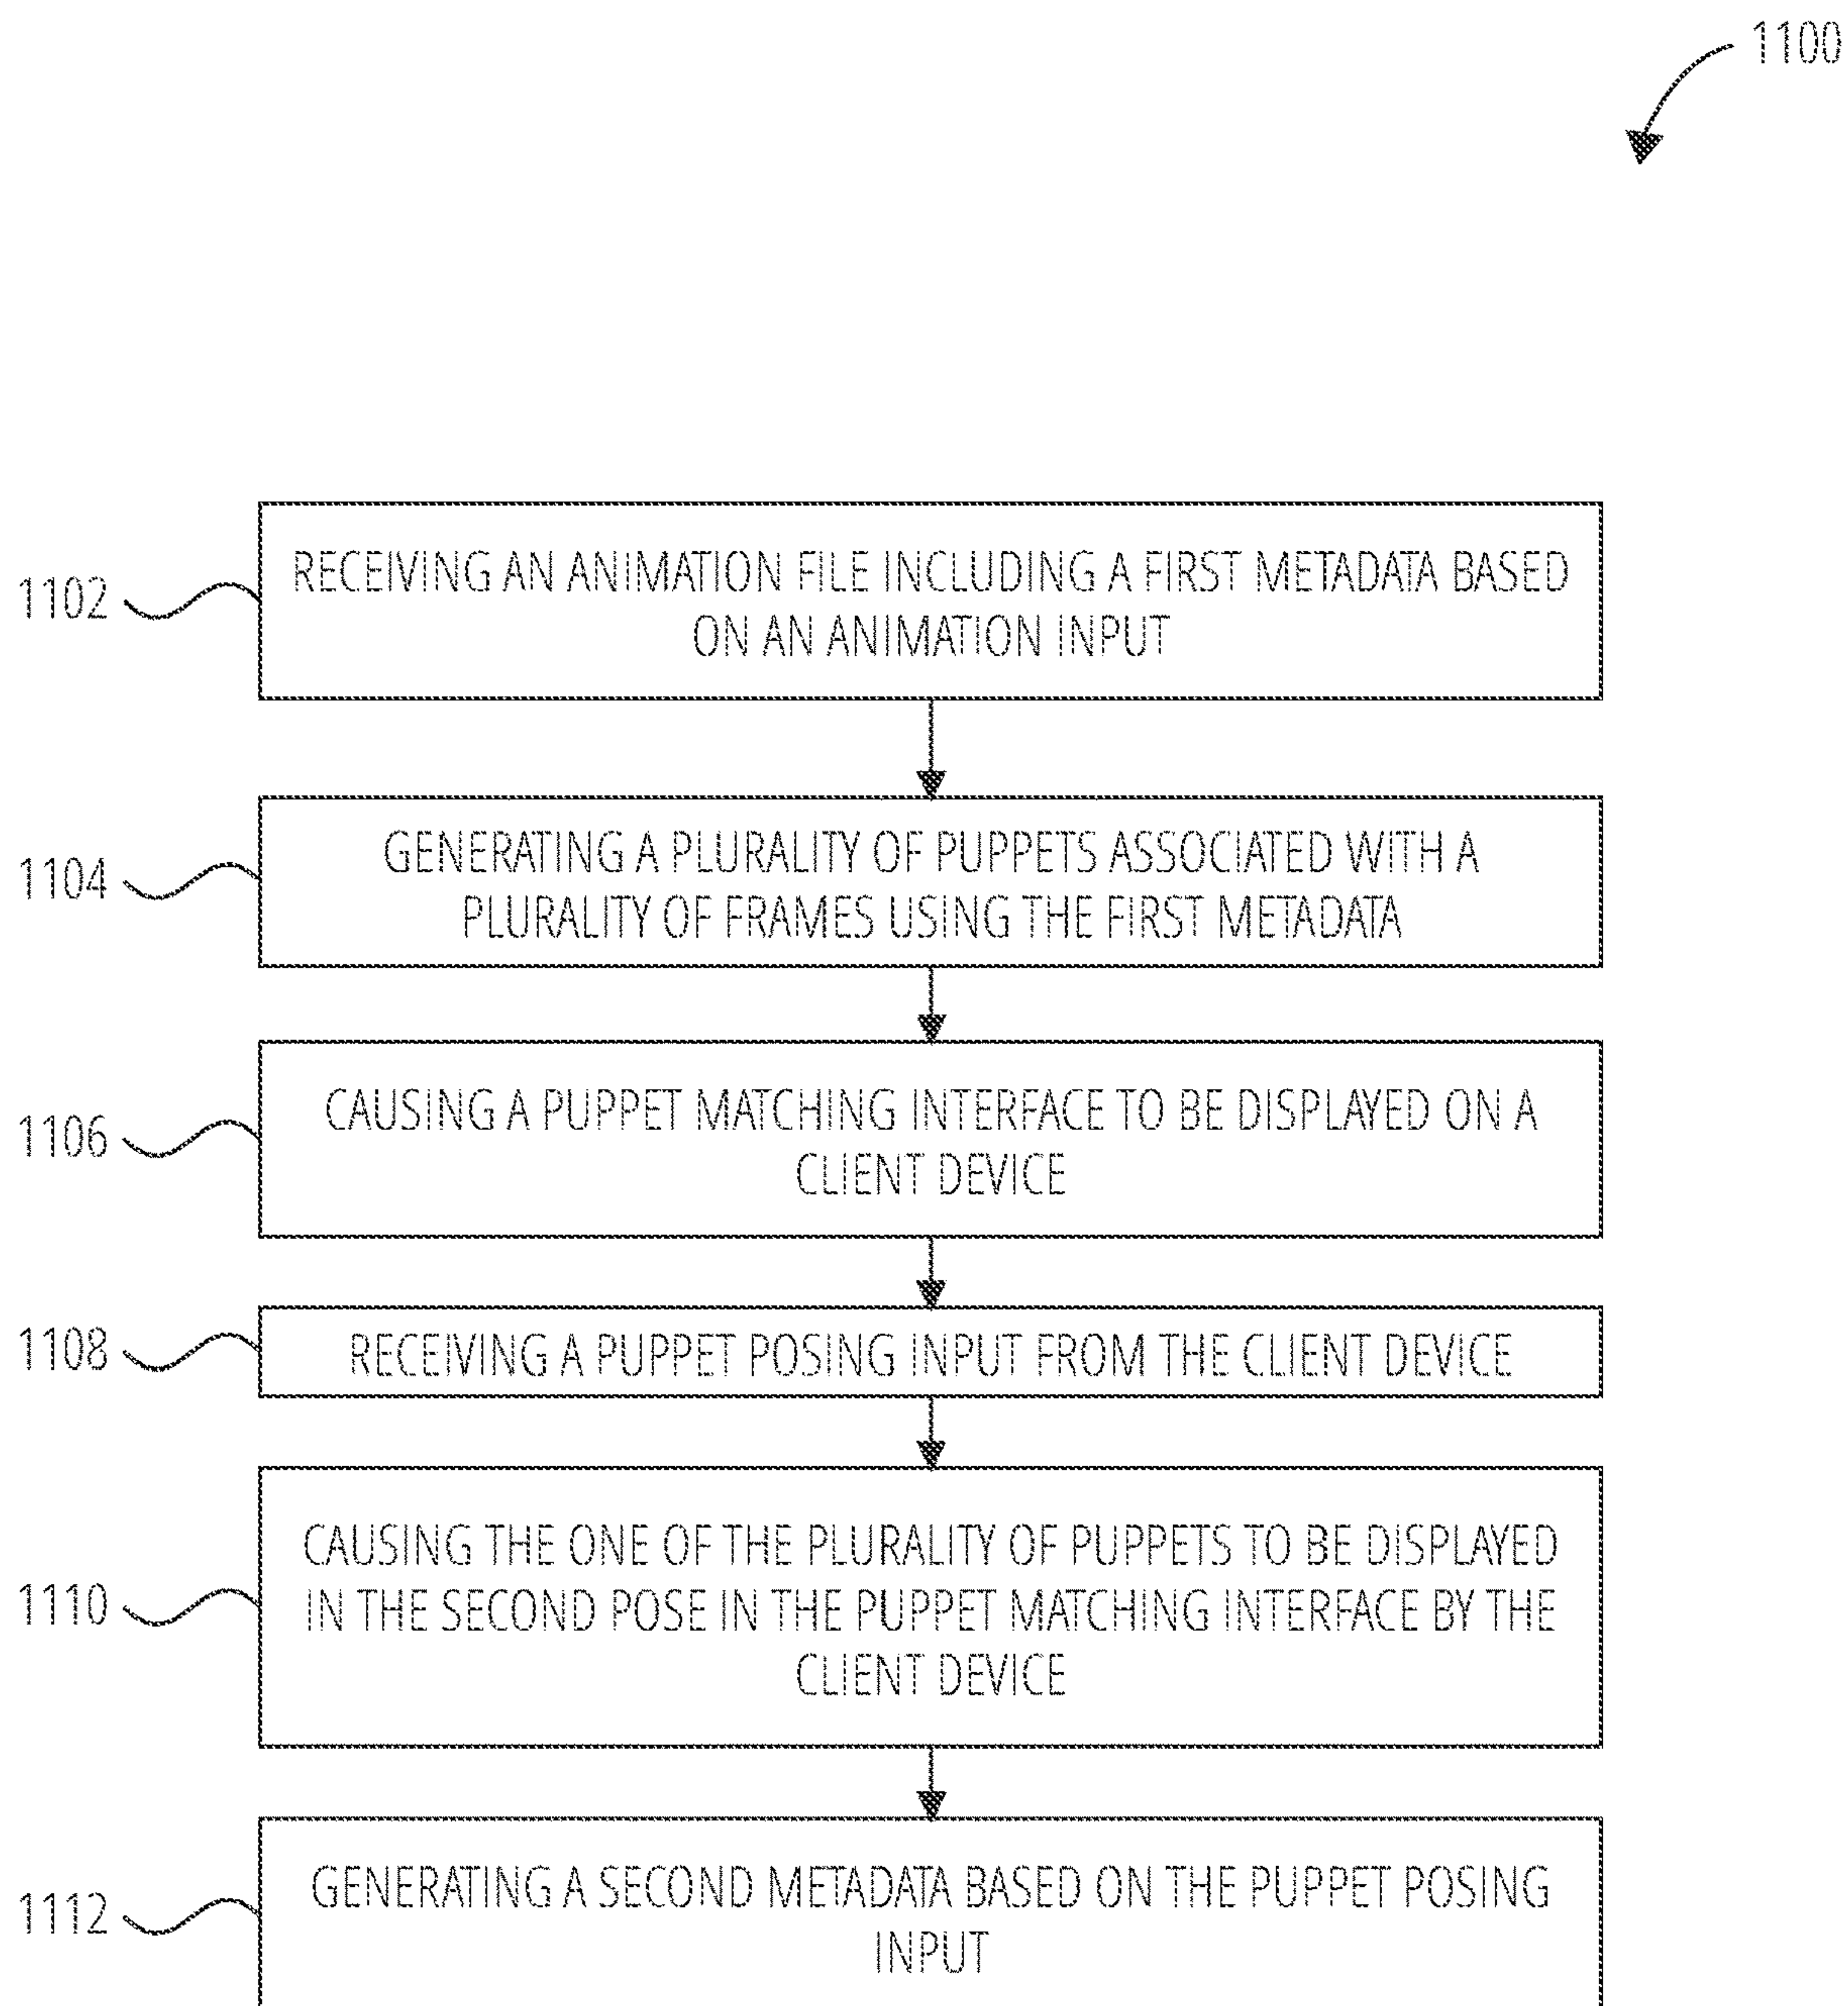 1100
1102
RECEIVING AN ANIMATION FILE INCLUDING A FIRST METADATA BASED
ON AN ANIMATION INPUT
1104
GENERATING A PLURALITY OF PUPPETS ASSOCIATED WITH A
PLURALITY OF FRAMES USING THE FIRST METADATA
1106
CAUSING A PUPPET MATCHING INTERFACE TO BE DISPLAYED ON A
CLIENT DEVICE
1108
RECEIVING A PUPPET POSING INPUT FROM THE CLIENT DEVICE
1110
CAUSING THE ONE OF THE PLURALITY OF PUPPETS TO BE DISPLAYED
IN THE SECOND POSE IN THE PUPPET MATCHING INTERFACE BY THE
CLIENT DEVICE
1112
GENERATING A SECOND METADATA BASED ON THE PUPPET POSING
INPUT